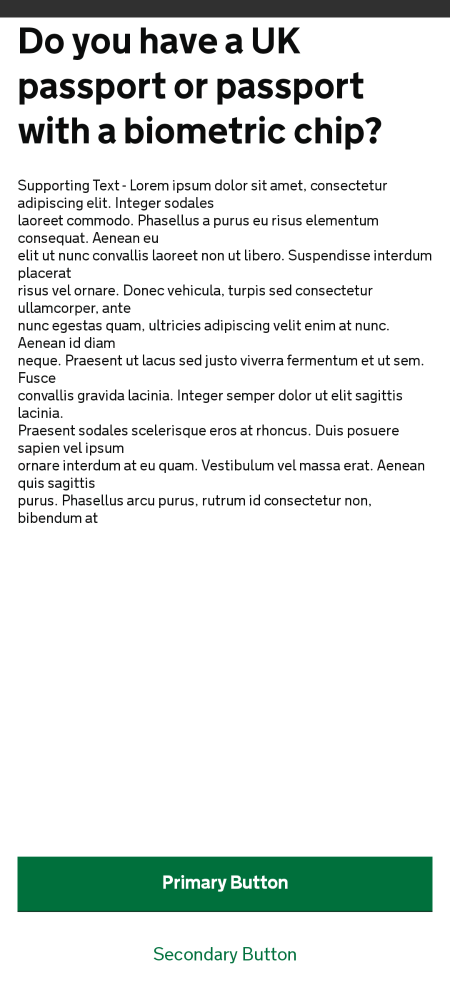 Do you have a UK
passport or passport
with a biometric chip?
Supporting Text - Lorem ipsum dolor sit amet, consectetur
adipiscing elit. Integer sodales
laoreet commodo. Phasellus a purus eu risus elementum
consequat. Aenean eu
elit ut nunc convallis laoreet non ut libero. Suspendisse interdum
placerat
risus vel ornare. Donec vehicula, turpis sed consectetur
ullamcorper, ante
nunc egestas quam, ultricies adipiscing velit enim at nunc.
Aenean id diam
neque. Praesent ut lacus sed justo viverra fermentum et ut sem.
Fusce
convallis gravida lacinia. Integer semper dolor ut elit sagittis
lacinia.
Praesent sodales scelerisque eros at rhoncus. Duis posuere
sapien vel ipsum
ornare interdum at eu quam. Vestibulum vel massa erat. Aenean
quis sagittis
purus. Phasellus arcu purus, rutrum id consectetur non,
bibendum at
Primary Button
Secondary Button